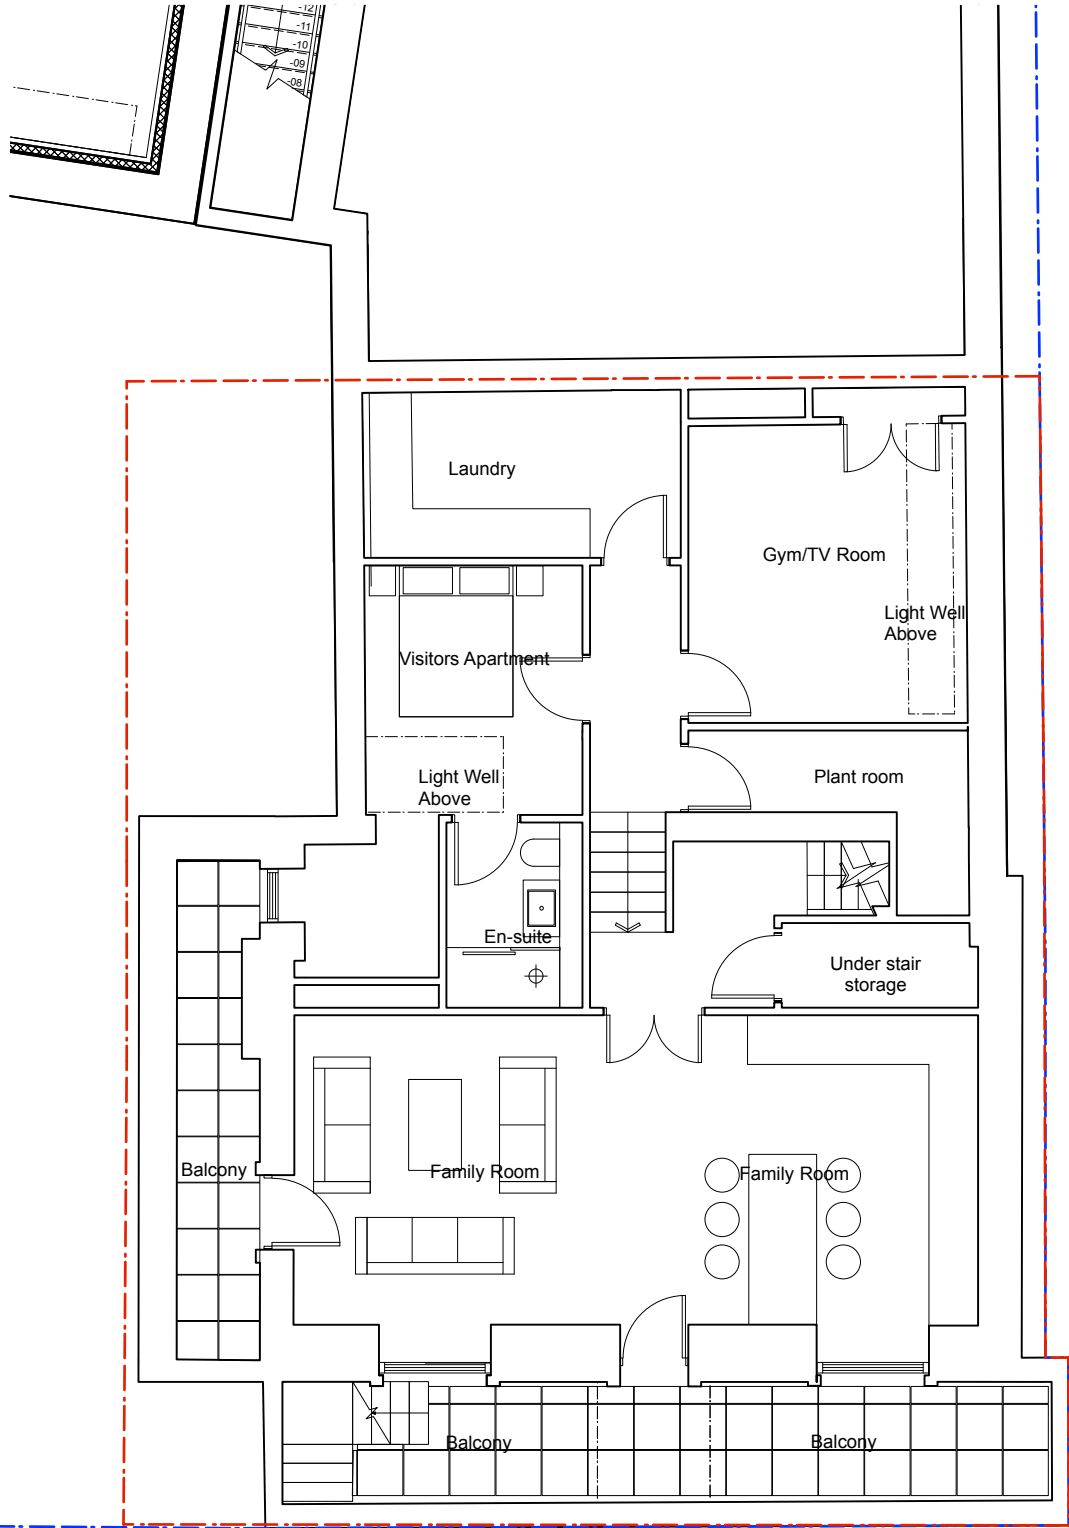 -12
-11
-10
-09
-08
Laundry
Gym/TV Room
Light Well
Above
Visitors Apartment
Light Well
Above
Plant room
En-suite
Under stair
storage
Balcony
Family Room
Family Room
Balcony
Balcony